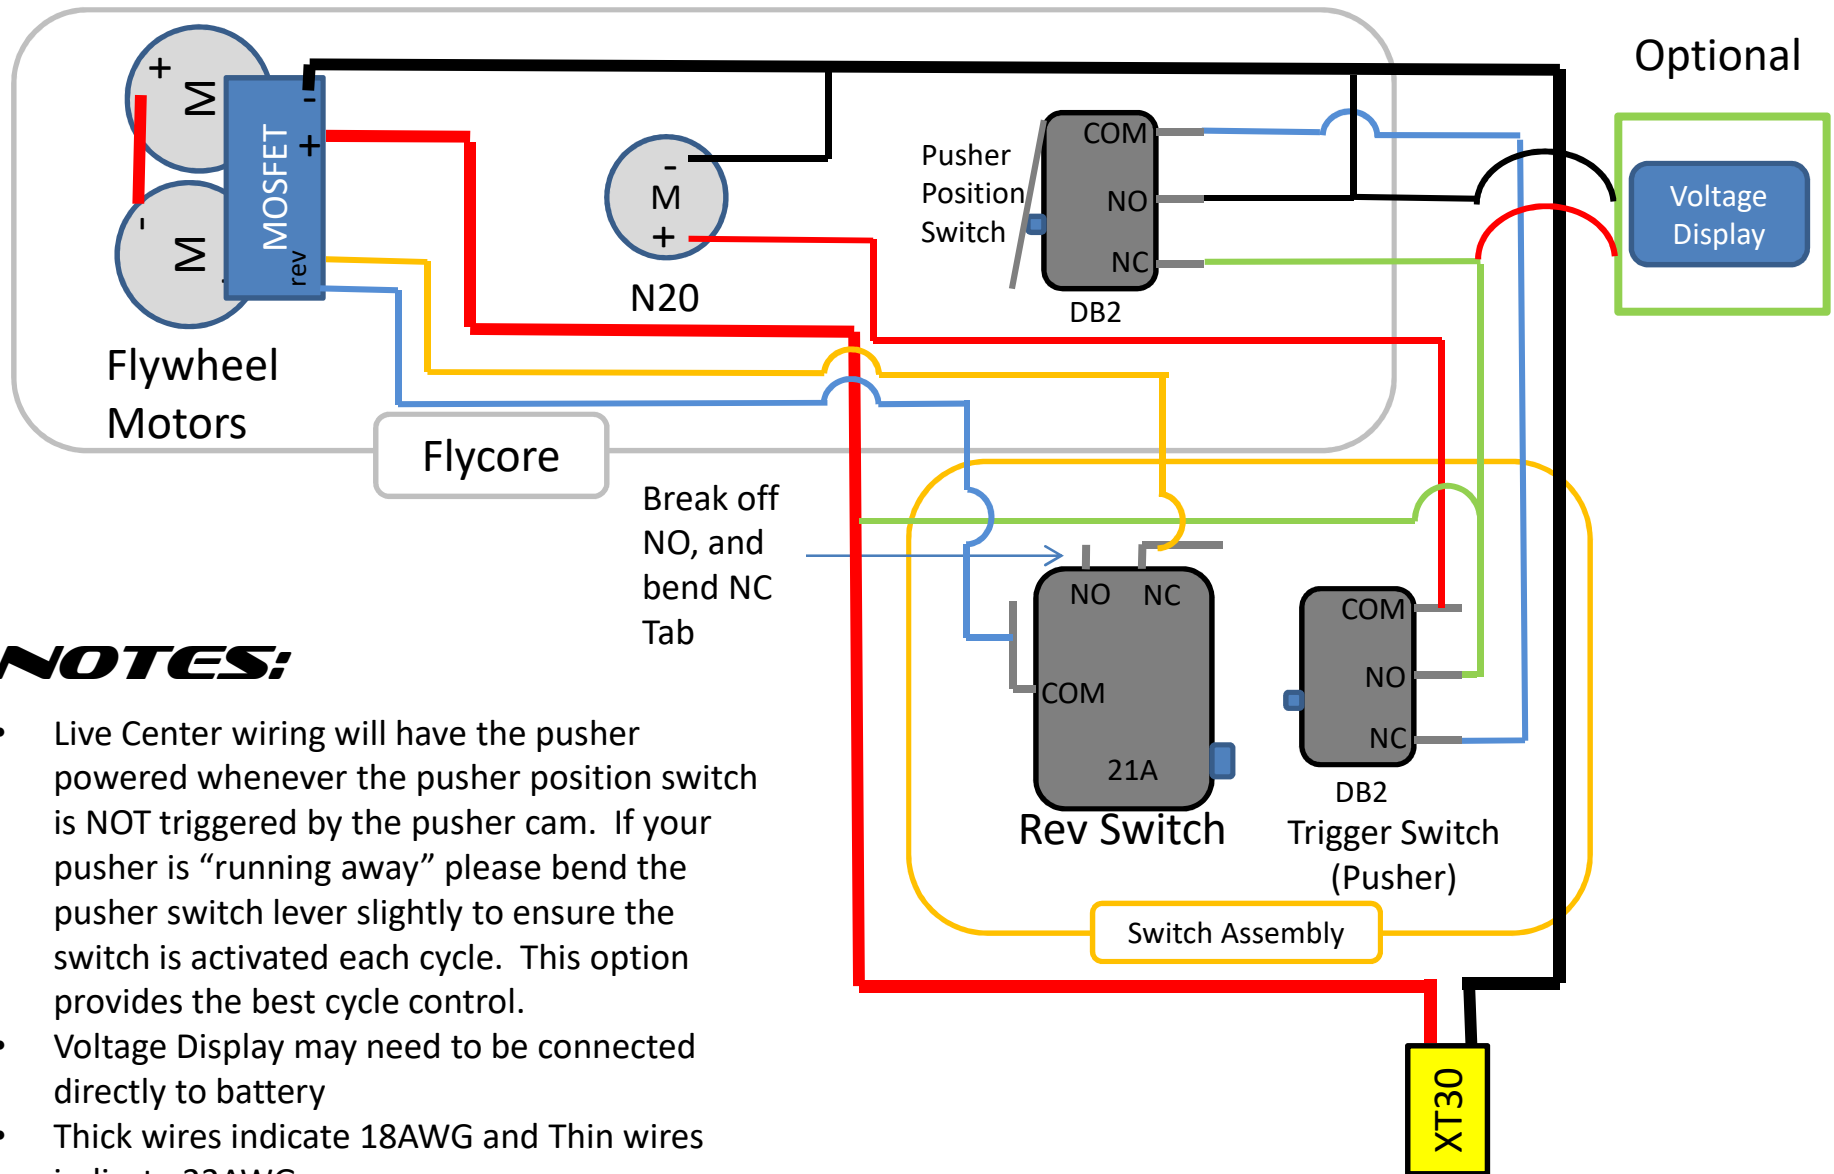 Optional
+
M
-
MOSFET
-
+
rev
-
M
Flywheel
Motors
-
M
+
N20
Pusher
Position
Switch
COM
NO
NC
DB2
Voltage
Display
Flycore
Break off
NO, and
bend NC
Tab
NO NC
COM
21A
Rev Switch
COM
NO
NC
DB2
Trigger Switch
(Pusher)
Switch Assembly
XT30
NOTES:
• Live Center wiring will have the pusher
powered whenever the pusher position switch
is NOT triggered by the pusher cam. If your
pusher is “running away” please bend the
pusher switch lever slightly to ensure the
switch is activated each cycle. This option
provides the best cycle control.
• Voltage Display may need to be connected
directly to battery
• Thick wires indicate 18AWG and Thin wires